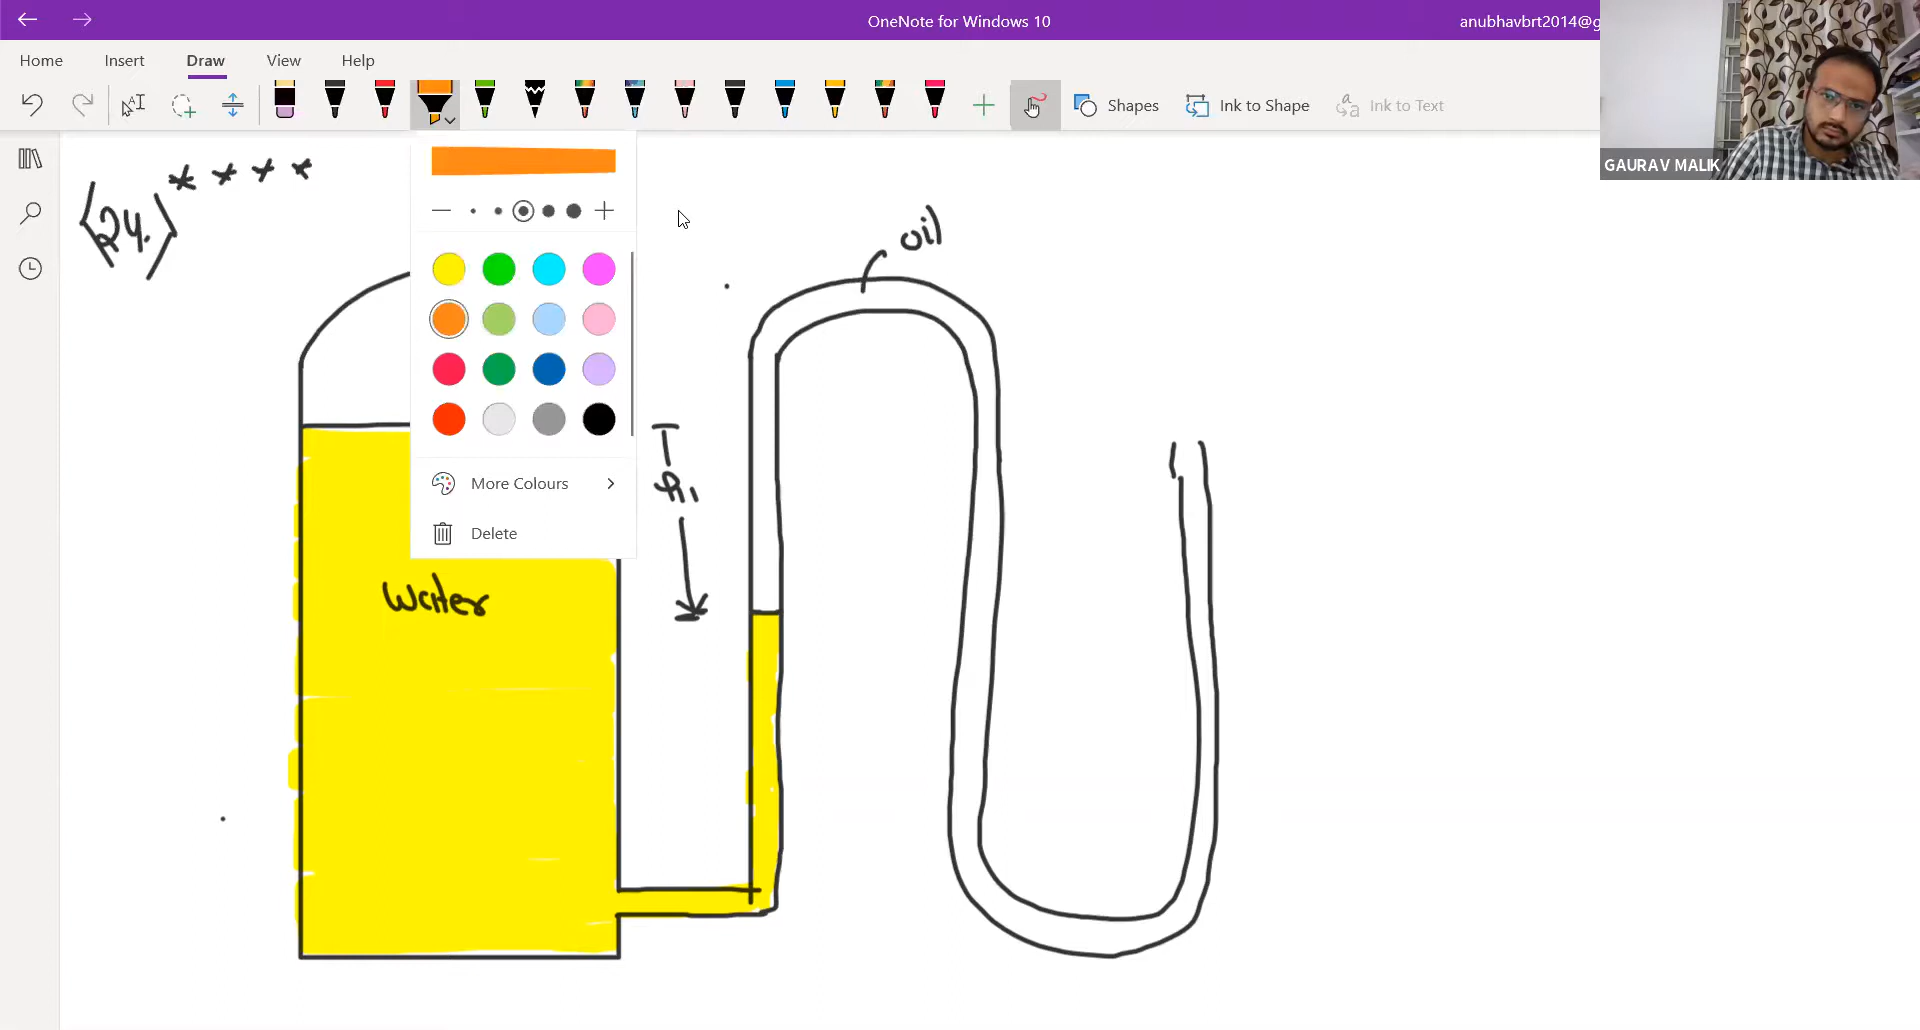 OneNote for Windows 10
anubhavbrt2014@g
Home Insert Draw View Help
Shapes Ink to Shape Ink to Text
GAURAV MALIK
(24.) ****
oil
More Colours
h1
Delete
Water